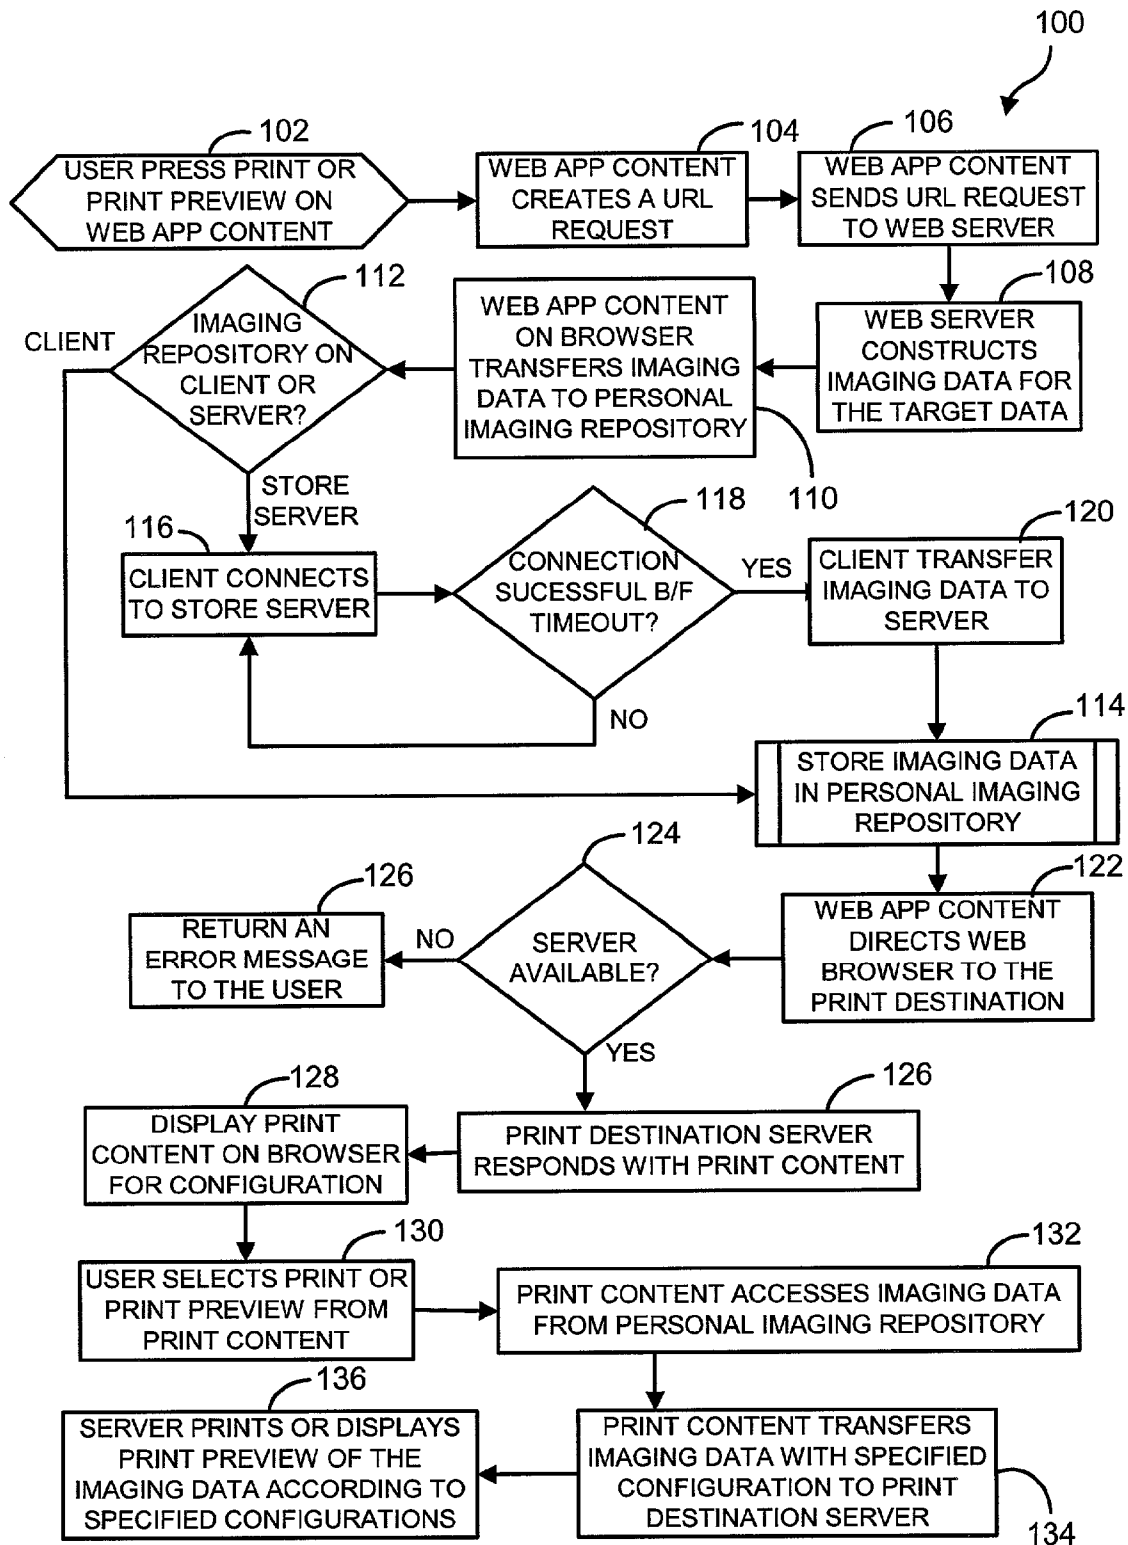 100
102
USER PRESS PRINT OR
PRINT PREVIEW ON
WEB APP CONTENT
104
WEB APP CONTENT
CREATES A URL
REQUEST
106
WEB APP CONTENT
SENDS URL REQUEST
TO WEB SERVER
108
WEB SERVER
CONSTRUCTS
IMAGING DATA FOR
THE TARGET DATA
WEB APP CONTENT
ON BROWSER
TRANSFERS IMAGING
DATA TO PERSONAL
IMAGING REPOSITORY
110
112
IMAGING
REPOSITORY ON
CLIENT OR
SERVER?
CLIENT
STORE
SERVER
116
CLIENT CONNECTS
TO STORE SERVER
118
CONNECTION
SUCESSFUL B/F
TIMEOUT?
YES
NO
120
CLIENT TRANSFER
IMAGING DATA TO
SERVER
114
STORE IMAGING DATA
IN PERSONAL IMAGING
REPOSITORY
122
WEB APP CONTENT
DIRECTS WEB
BROWSER TO THE
PRINT DESTINATION
124
SERVER
AVAILABLE?
NO
YES
126
RETURN AN
ERROR MESSAGE
TO THE USER
126
PRINT DESTINATION SERVER
RESPONDS WITH PRINT CONTENT
128
DISPLAY PRINT
CONTENT ON BROWSER
FOR CONFIGURATION
130
USER SELECTS PRINT OR
PRINT PREVIEW FROM
PRINT CONTENT
132
PRINT CONTENT ACCESSES IMAGING DATA
FROM PERSONAL IMAGING REPOSITORY
PRINT CONTENT TRANSFERS
IMAGING DATA WITH SPECIFIED
CONFIGURATION TO PRINT
DESTINATION SERVER
134
136
SERVER PRINTS OR DISPLAYS
PRINT PREVIEW OF THE
IMAGING DATA ACCORDING TO
SPECIFIED CONFIGURATIONS